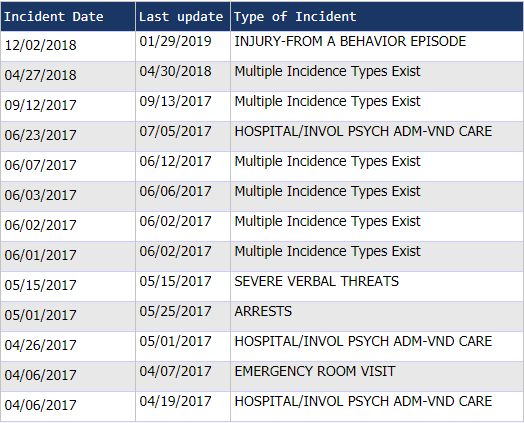 Incident Date Last update Type of Incident
12/02/2018 01/29/2019 INJURY-FROM A BEHAVIOR EPISODE
04/27/2018 04/30/2018 Multiple Incidence Types Exist
09/12/2017 09/13/2017 Multiple Incidence Types Exist
06/23/2017 07/05/2017 HOSPITAL/INVOL PSYCH ADM-VND CARE
06/07/2017 06/12/2017 Multiple Incidence Types Exist
06/03/2017 06/06/2017 Multiple Incidence Types Exist
06/02/2017 06/02/2017 Multiple Incidence Types Exist
06/01/2017 06/02/2017 Multiple Incidence Types Exist
05/15/2017 05/15/2017 SEVERE VERBAL THREATS
05/01/2017 05/25/2017 ARRESTS
04/26/2017 05/01/2017 HOSPITAL/INVOL PSYCH ADM-VND CARE
04/06/2017 04/07/2017 EMERGENCY ROOM VISIT
04/06/2017 04/19/2017 HOSPITAL/INVOL PSYCH ADM-VND CARE